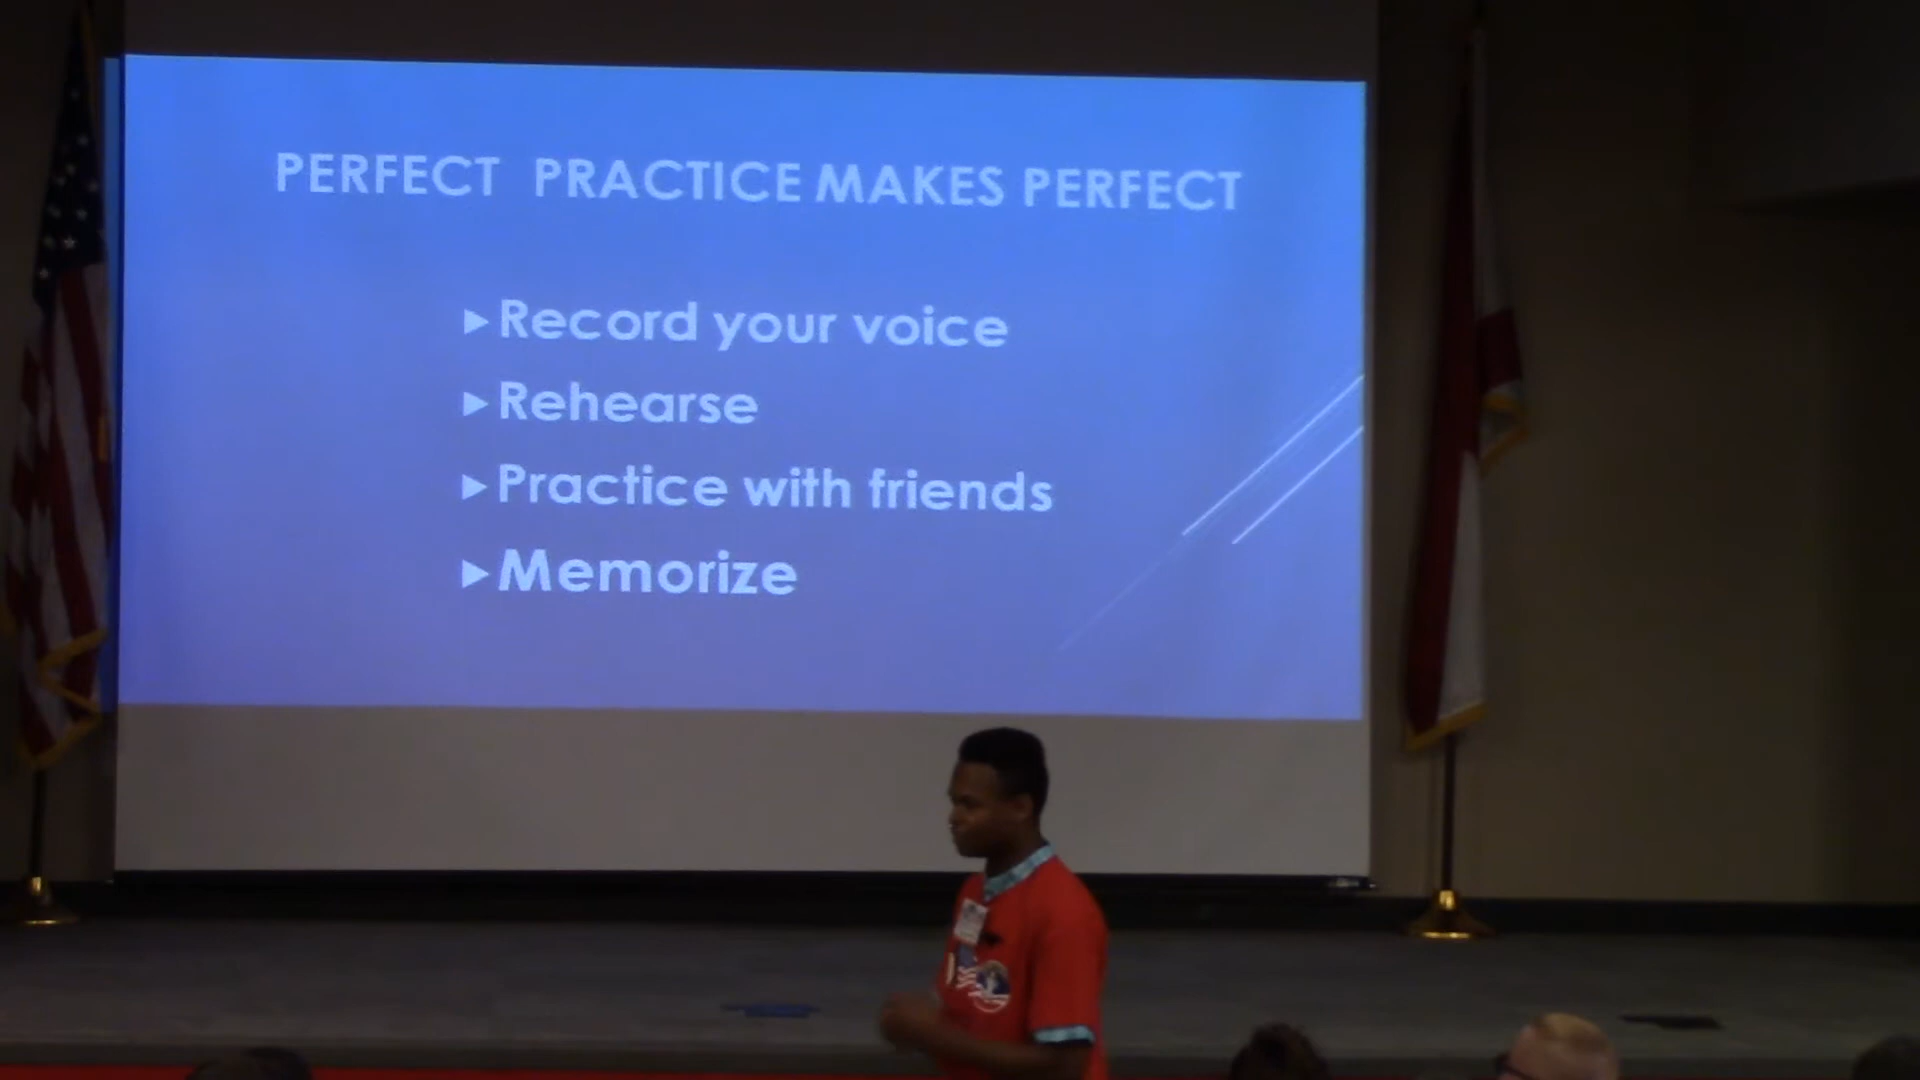 PERFECT PRACTICE MAKES PERFECT
Record your voice
Rehearse
Practice with friends
Memorize